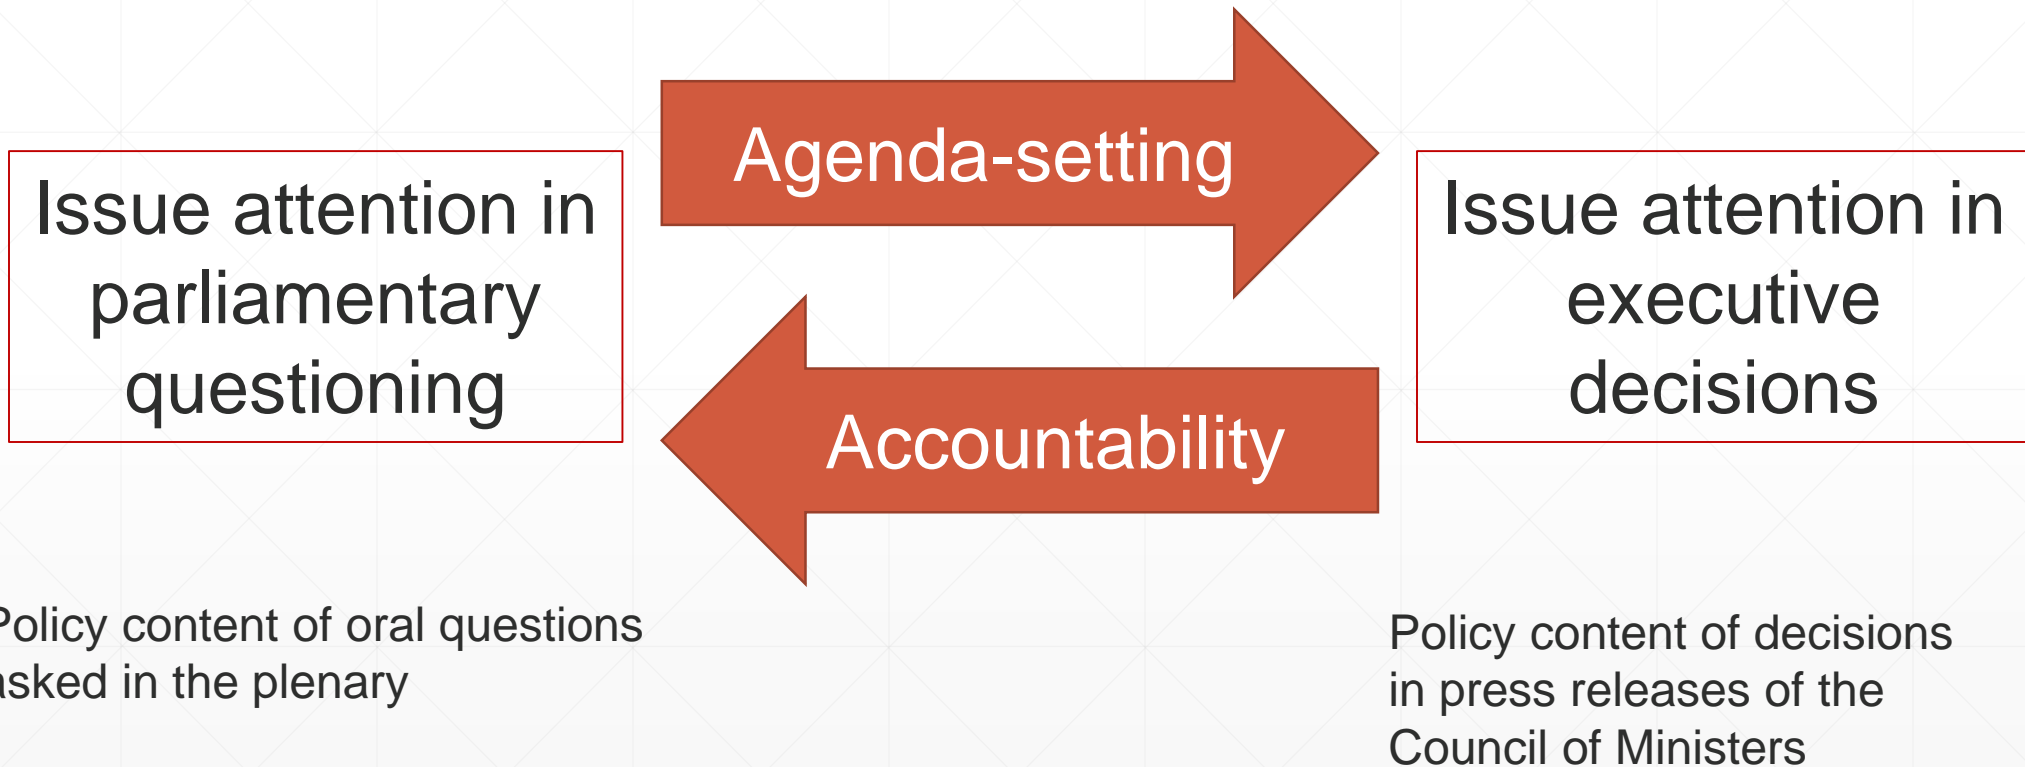 Issue attention in
parliamentary
questioning
Agenda-setting
Accountability
Issue attention in
executive
decisions
Policy content of oral questions
asked in the plenary
Policy content of decisions
in press releases of the
Council of Ministers